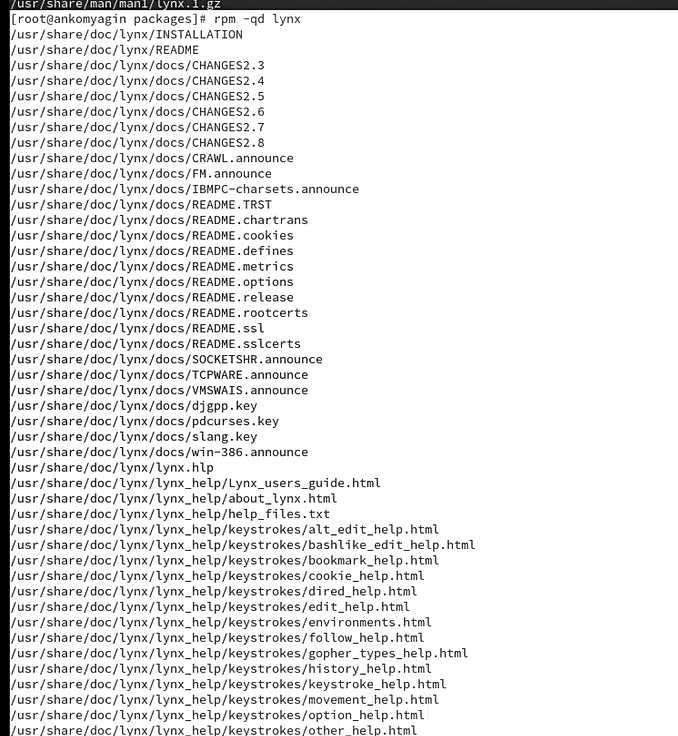 /usr/share/man/man1/lynx.1.gz
[root@ankomyagin packages]# rpm -qd lynx
/usr/share/doc/lynx/INSTALLATION
/usr/share/doc/lynx/README
/usr/share/doc/lynx/docs/CHANGES2.3
/usr/share/doc/lynx/docs/CHANGES2.4
/usr/share/doc/lynx/docs/CHANGES2.5
/usr/share/doc/lynx/docs/CHANGES2.6
/usr/share/doc/lynx/docs/CHANGES2.7
/usr/share/doc/lynx/docs/CHANGES2.8
/usr/share/doc/lynx/docs/CRAWL.announce
/usr/share/doc/lynx/docs/FM.announce
/usr/share/doc/lynx/docs/IBMPC-charsets.announce
/usr/share/doc/lynx/docs/README.TRST
/usr/share/doc/lynx/docs/README.chartrans
/usr/share/doc/lynx/docs/README.cookies
/usr/share/doc/lynx/docs/README.defines
/usr/share/doc/lynx/docs/README.metrics
/usr/share/doc/lynx/docs/README.options
/usr/share/doc/lynx/docs/README.release
/usr/share/doc/lynx/docs/README.rootcerts
/usr/share/doc/lynx/docs/README.ssl
/usr/share/doc/lynx/docs/README.sslcerts
/usr/share/doc/lynx/docs/SOCKETSHR.announce
/usr/share/doc/lynx/docs/TCPWARE.announce
/usr/share/doc/lynx/docs/VMSWAIS.announce
/usr/share/doc/lynx/docs/djgpp.key
/usr/share/doc/lynx/docs/pdcurses.key
/usr/share/doc/lynx/docs/slang.key
/usr/share/doc/lynx/docs/win-386.announce
/usr/share/doc/lynx/lynx.hlp
/usr/share/doc/lynx/lynx_help/Lynx_users_guide.html
/usr/share/doc/lynx/lynx_help/about_lynx.html
/usr/share/doc/lynx/lynx_help/help_files.txt
/usr/share/doc/lynx/lynx_help/keystrokes/alt_edit_help.html
/usr/share/doc/lynx/lynx_help/keystrokes/bashlike_edit_help.html
/usr/share/doc/lynx/lynx_help/keystrokes/bookmark_help.html
/usr/share/doc/lynx/lynx_help/keystrokes/cookie_help.html
/usr/share/doc/lynx/lynx_help/keystrokes/dired_help.html
/usr/share/doc/lynx/lynx_help/keystrokes/edit_help.html
/usr/share/doc/lynx/lynx_help/keystrokes/environments.html
/usr/share/doc/lynx/lynx_help/keystrokes/follow_help.html
/usr/share/doc/lynx/lynx_help/keystrokes/gopher_types_help.html
/usr/share/doc/lynx/lynx_help/keystrokes/history_help.html
/usr/share/doc/lynx/lynx_help/keystrokes/keystroke_help.html
/usr/share/doc/lynx/lynx_help/keystrokes/movement_help.html
/usr/share/doc/lynx/lynx_help/keystrokes/option_help.html
/usr/share/doc/lynx/lynx_help/keystrokes/other_help.html